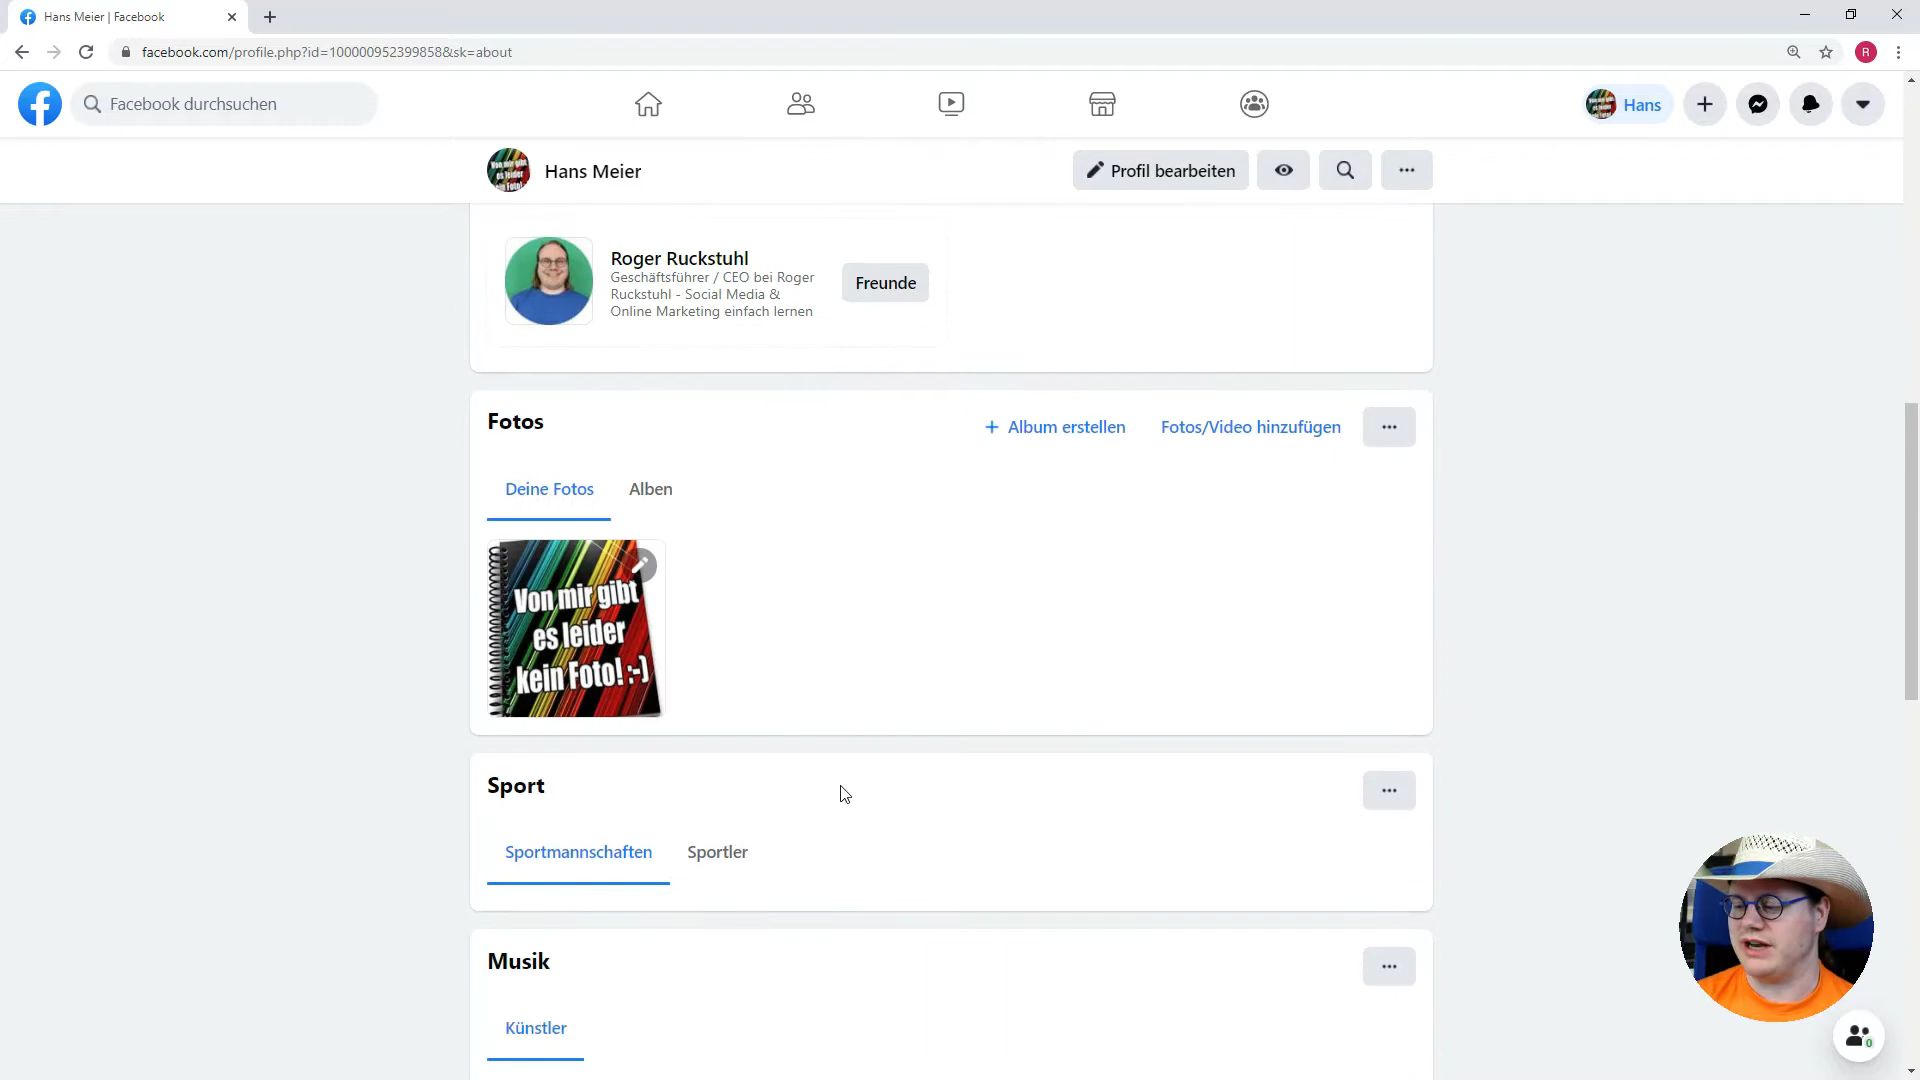 Hans Meier | Facebook
facebook.com/profile.php?id=100000952399858&sk=about
R
Facebook durchsuchen
Hans
Hans Meier
Profil bearbeiten
Roger Ruckstuhl
Geschäftsführer / CEO bei Roger
Ruckstuhl - Social Media &
Online Marketing einfach lernen
Freunde
Fotos
+ Album erstellen
Fotos/Video hinzufügen
Deine Fotos
Alben
Von mir gibt
es leider
kein Foto! :-)
Sport
Sportmannschaften
Sportler
Musik
Künstler
0